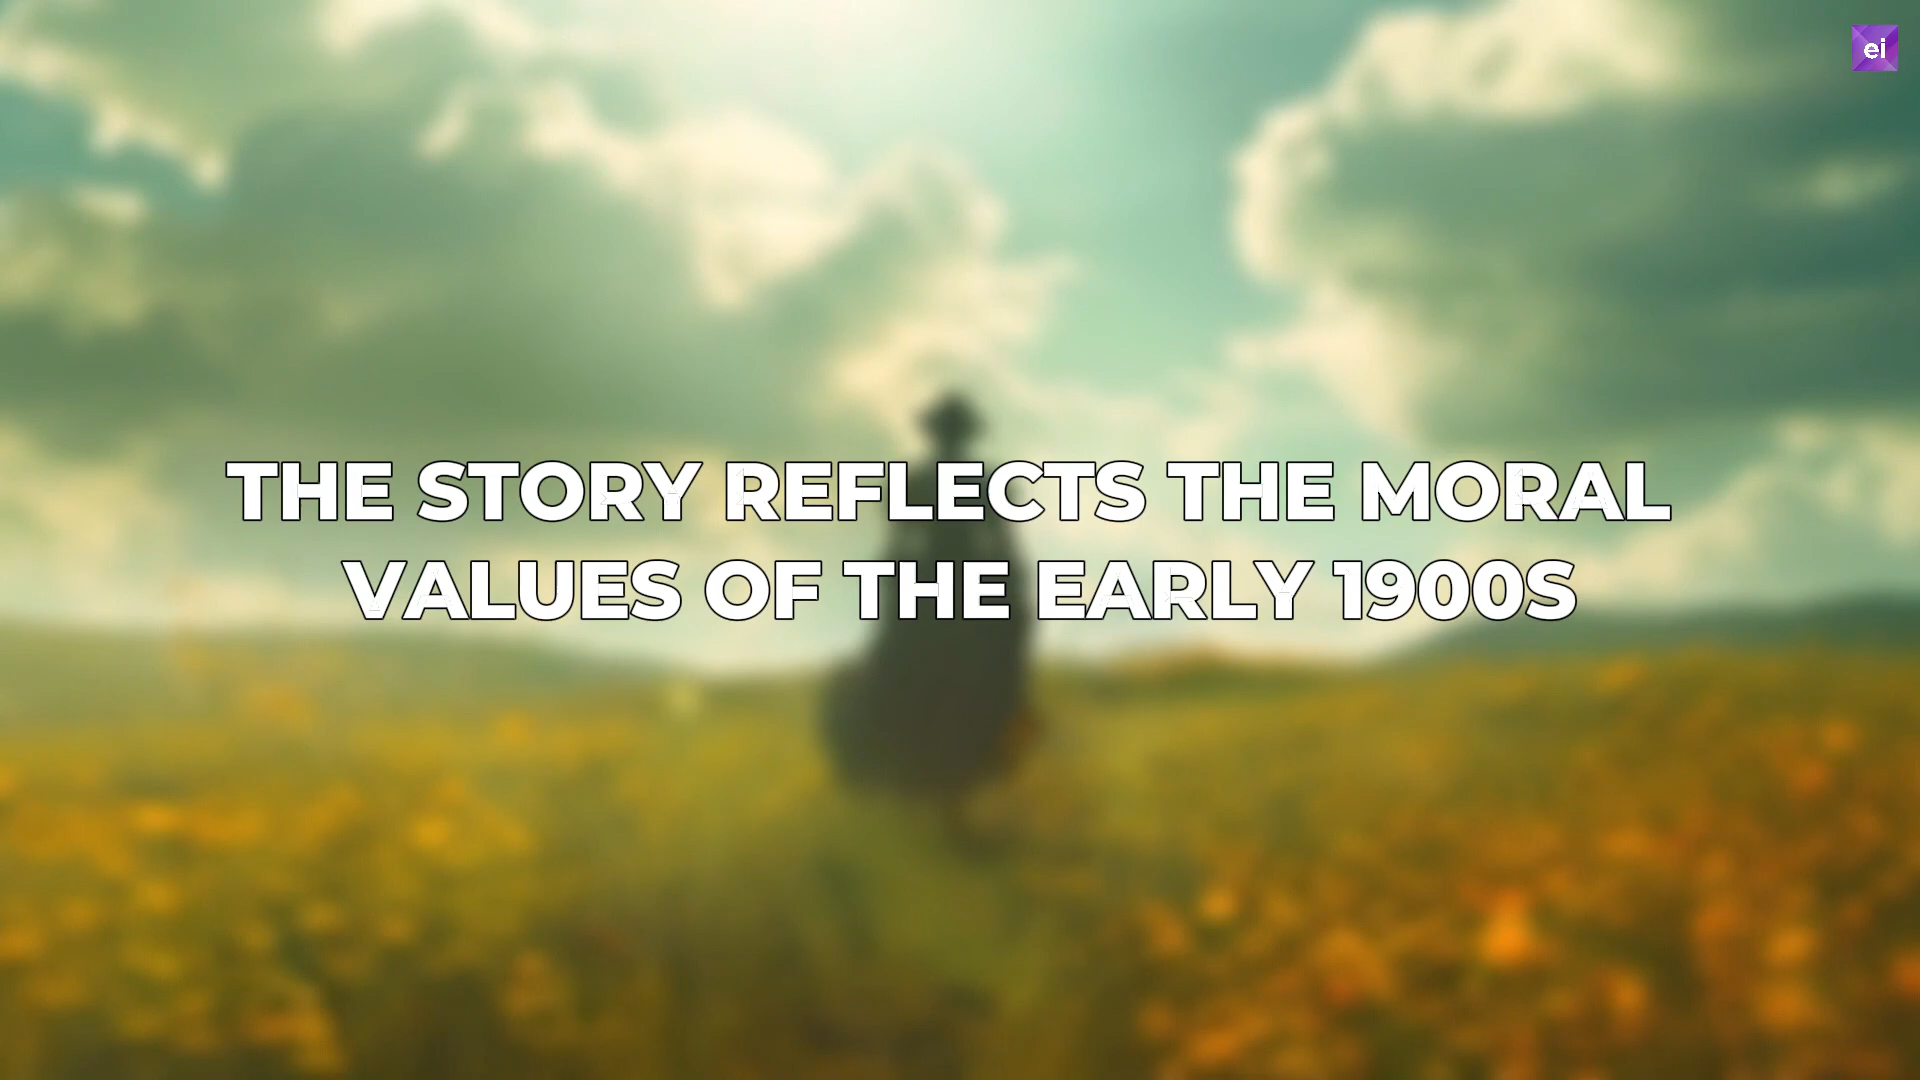 ei
THE STORY REFLECTS THE MORAL
VALUES OF THE EARLY 1900S